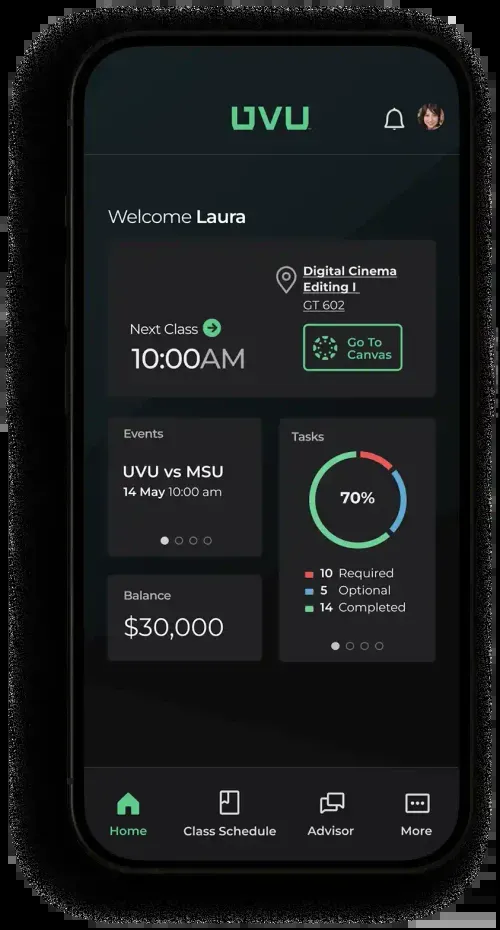 UVU
Welcome Laura
Digital Cinema
Editing I
GT 602
Next Class
10:00AM
Go To
Canvas
Events
UVU vs MSU
14 May 10:00 am
Tasks
70%
10 Required
5 Optional
14 Completed
Balance
$30,000
Home
Class Schedule
Advisor
More